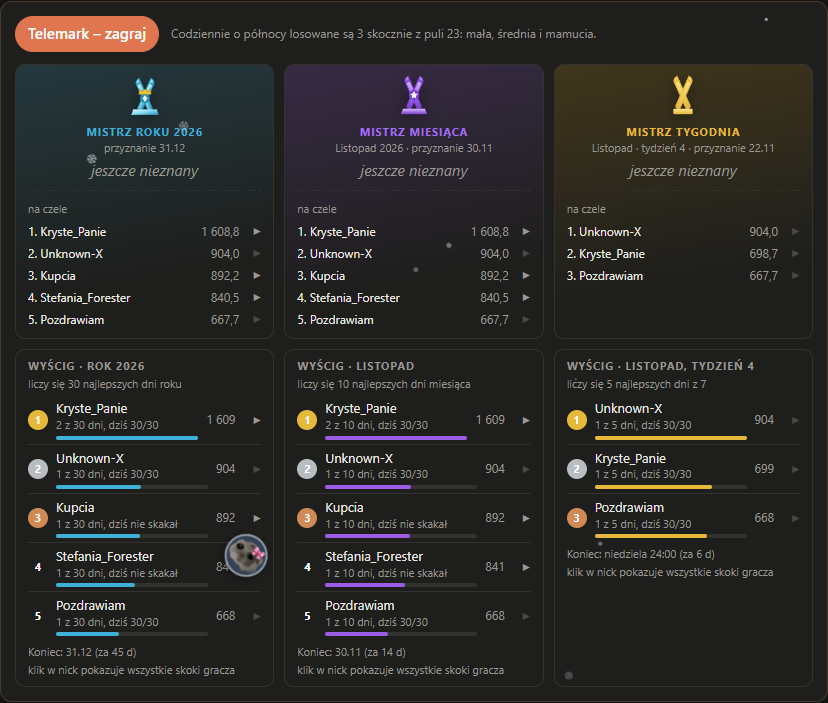 Telemark – zagraj
Codziennie o północy losowane są 3 skocznie z puli 23: mała, średnia i mamucia.
MISTRZ ROKU 2026
przyznanie 31.12
jeszcze nieznany
na czele
1. Kryste_Panie 1 608,8
2. Unknown-X 904,0
3. Kupcia 892,2
4. Stefania_Forester 840,5
5. Pozdrawiam 667,7
MISTRZ MIESIĄCA
Listopad 2026 · przyznanie 30.11
jeszcze nieznany
na czele
1. Kryste_Panie 1 608,8
2. Unknown-X 904,0
3. Kupcia 892,2
4. Stefania_Forester 840,5
5. Pozdrawiam 667,7
MISTRZ TYGODNIA
Listopad · tydzień 4 · przyznanie 22.11
jeszcze nieznany
na czele
1. Unknown-X 904,0
2. Kryste_Panie 698,7
3. Pozdrawiam 667,7
WYŚCIG · ROK 2026
liczy się 30 najlepszych dni roku
1 Kryste_Panie 1 609
2 z 30 dni, dziś 30/30
2 Unknown-X 904
1 z 30 dni, dziś 30/30
3 Kupcia 892
1 z 30 dni, dziś nie skakał
4 Stefania_Forester
1 z 30 dni, dziś nie skakał
5 Pozdrawiam 668
1 z 30 dni, dziś 30/30
Koniec: 31.12 (za 45 d)
klik w nick pokazuje wszystkie skoki gracza
WYŚCIG · LISTOPAD
liczy się 10 najlepszych dni miesiąca
1 Kryste_Panie 1 609
2 z 10 dni, dziś 30/30
2 Unknown-X 904
1 z 10 dni, dziś 30/30
3 Kupcia 892
1 z 10 dni, dziś nie skakał
4 Stefania_Forester 841
1 z 10 dni, dziś nie skakał
5 Pozdrawiam 668
1 z 10 dni, dziś 30/30
Koniec: 30.11 (za 14 d)
klik w nick pokazuje wszystkie skoki gracza
WYŚCIG · LISTOPAD, TYDZIEŃ 4
liczy się 5 najlepszych dni z 7
1 Unknown-X 904
1 z 5 dni, dziś 30/30
2 Kryste_Panie 699
1 z 5 dni, dziś 30/30
3 Pozdrawiam 668
1 z 5 dni, dziś 30/30
Koniec: niedziela 24:00 (za 6 d)
klik w nick pokazuje wszystkie skoki gracza